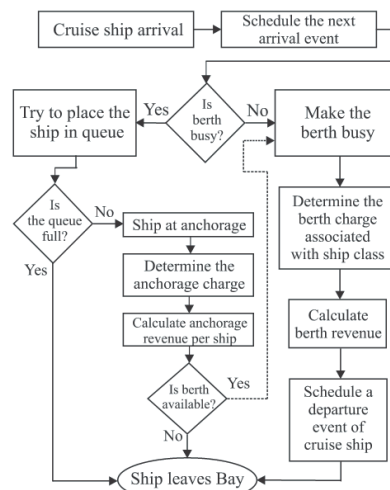 Cruise ship arrival
Schedule the next
arrival event
Try to place the
ship in queue
Yes
Is
berth
busy?
No
Make the
berth busy
Is
the queue
full?
No
Yes
Ship at anchorage
Determine the
anchorage charge
Calculate anchorage
revenue per ship
Is berth
available?
Yes
No
Determine the
berth charge
associated
with ship class
Calculate
berth revenue
Schedule a
departure
event of
cruise ship
Ship leaves Bay